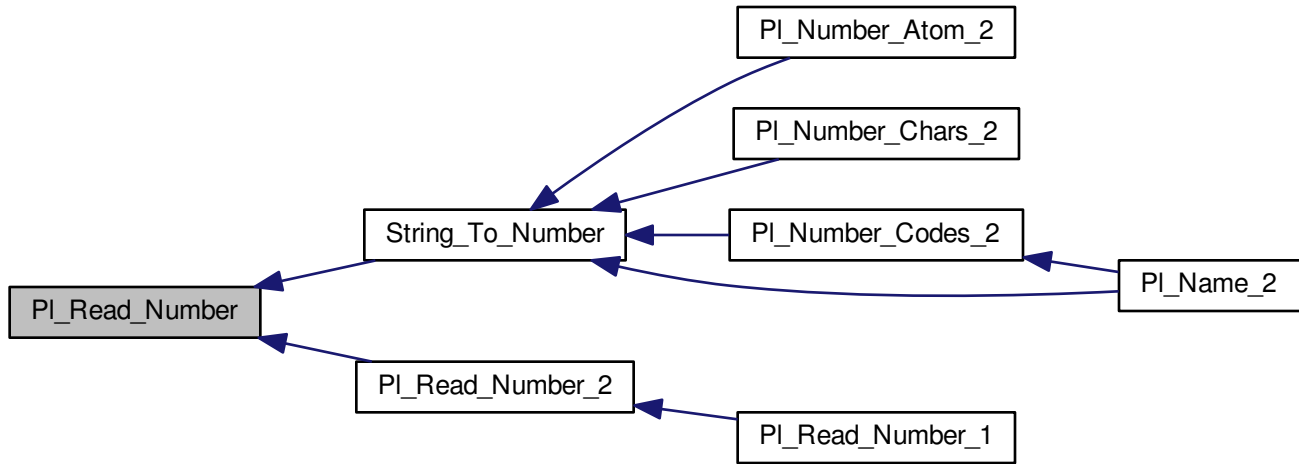 Pl_Number_Atom_2
Pl_Number_Chars_2
String_To_Number
Pl_Number_Codes_2
Pl_Name_2
Pl_Read_Number
Pl_Read_Number_2
Pl_Read_Number_1